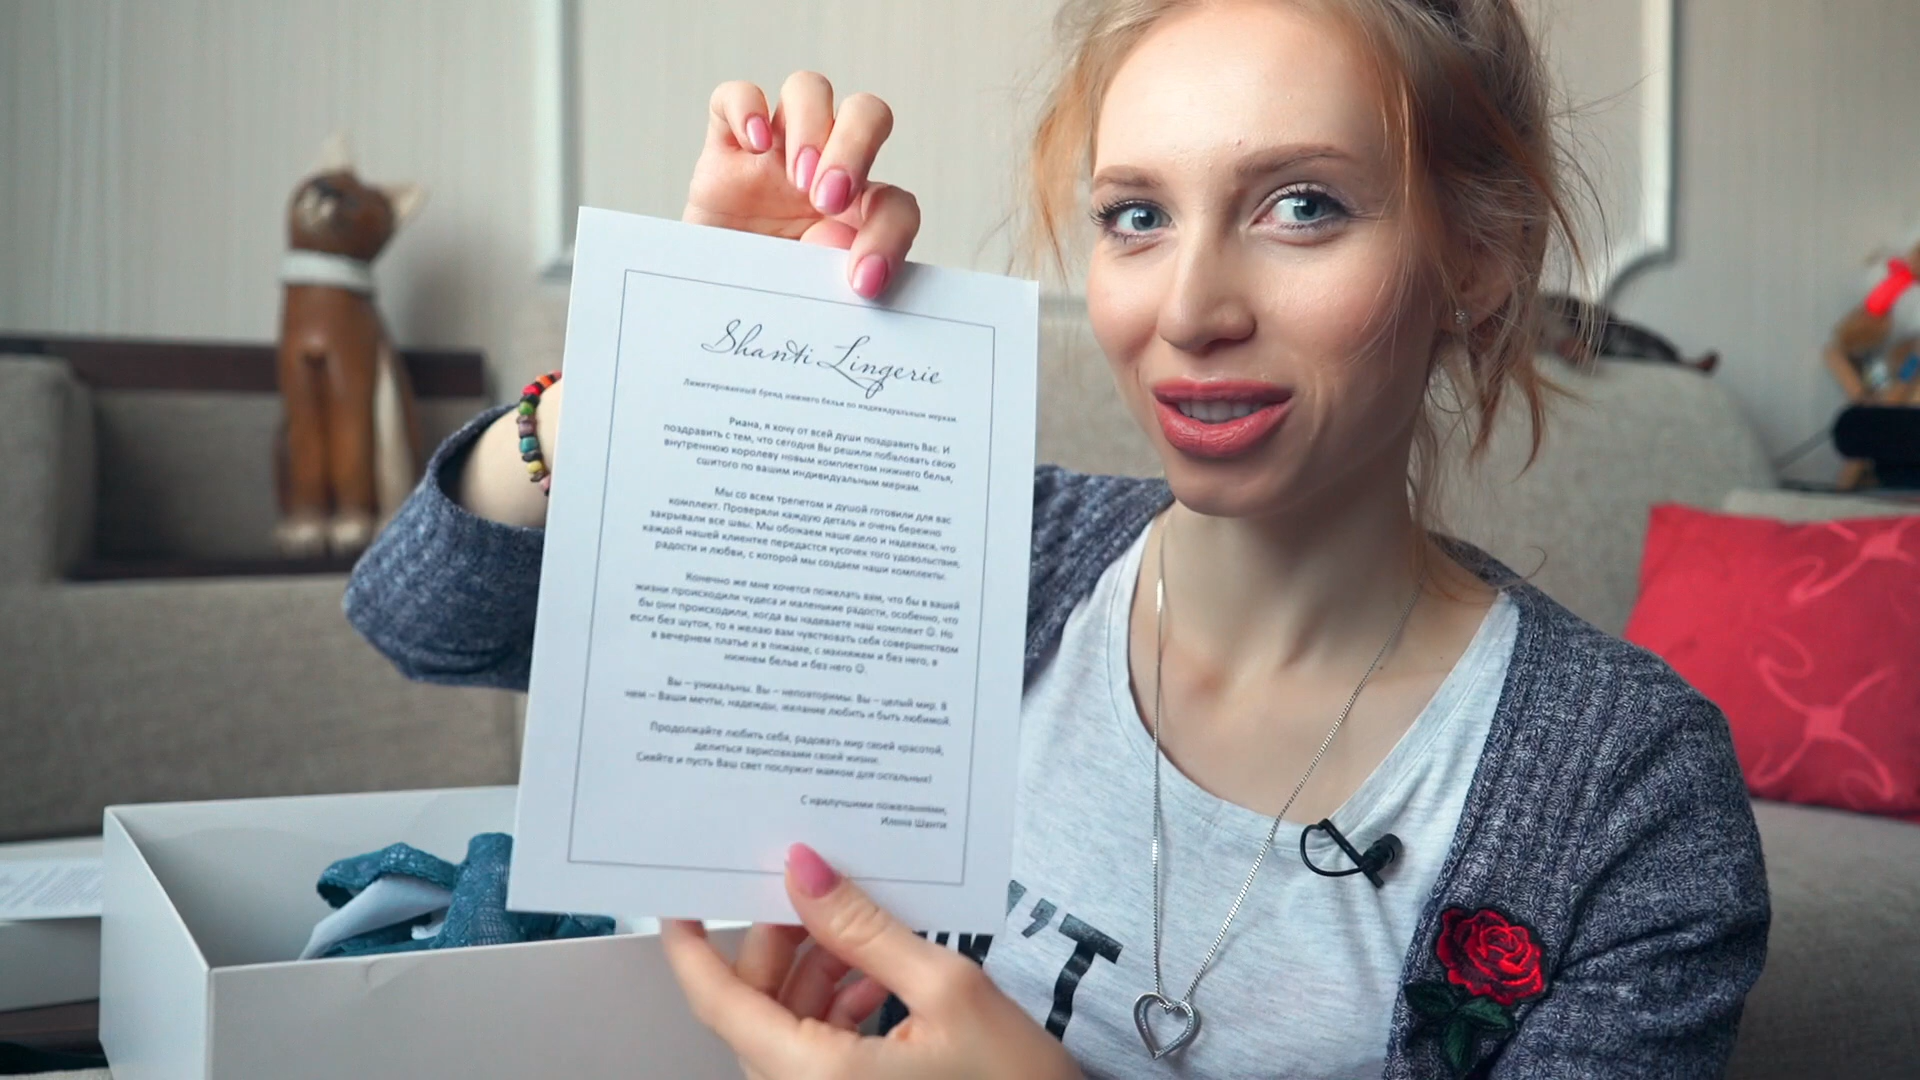 Shanti Lingerie
Лимитированный бренд нижнего белья по индивидуальным меркам.
Риана, я хочу от всей души поздравить Вас. И
поздравить с тем, что сегодня Вы решили побаловать свою
внутреннюю королеву новым комплектом нижнего белья,
сшитого по вашим индивидуальным меркам.
Мы со всем трепетом и душой готовили для вас
комплект. Проверяли каждую деталь и очень бережно
закрывали все швы. Мы обожаем наше дело и надеемся, что
каждой нашей клиентке передастся кусочек того удовольствия,
радости и любви, с которой мы создаем наши комплекты.
Конечно же мне хочется пожелать вам, что бы в вашей
жизни происходили чудеса и маленькие радости, особенно, что
бы они происходили, когда вы надеваете наш комплект ☺. Но
если без шуток, то я желаю вам чувствовать себя совершенством
в вечернем платье и в пижаме, с макияжем и без него, в
нижнем белье и без него ☺.
Вы – уникальны. Вы – неповторимы. Вы – целый мир. В
нем – Ваши мечты, надежды, желание любить и быть любимой.
Продолжайте любить себя, радовать мир своей красотой,
делиться зарисовками своей жизни.
Сияйте и пусть Ваш свет послужит маяком для остальных!
С наилучшими пожеланиями,
Илона Шанти
'T